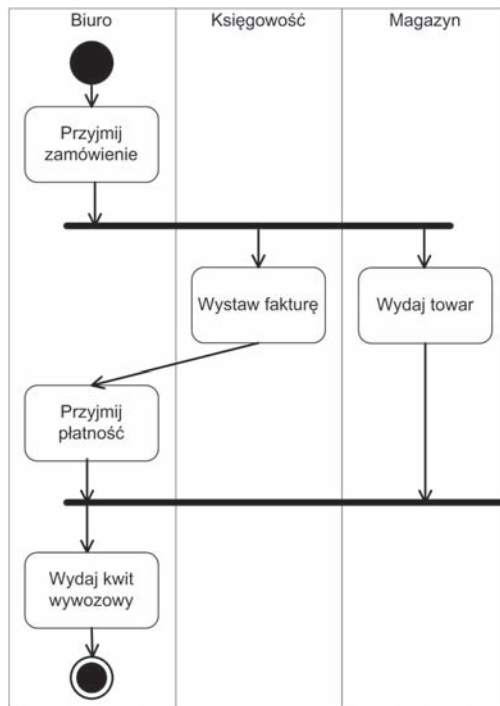 Biuro
Księgowość
Magazyn
Przyjmij
zamówienie
Wystaw fakturę
Wydaj towar
Przyjmij
płatność
Wydaj kwit
wywozowy